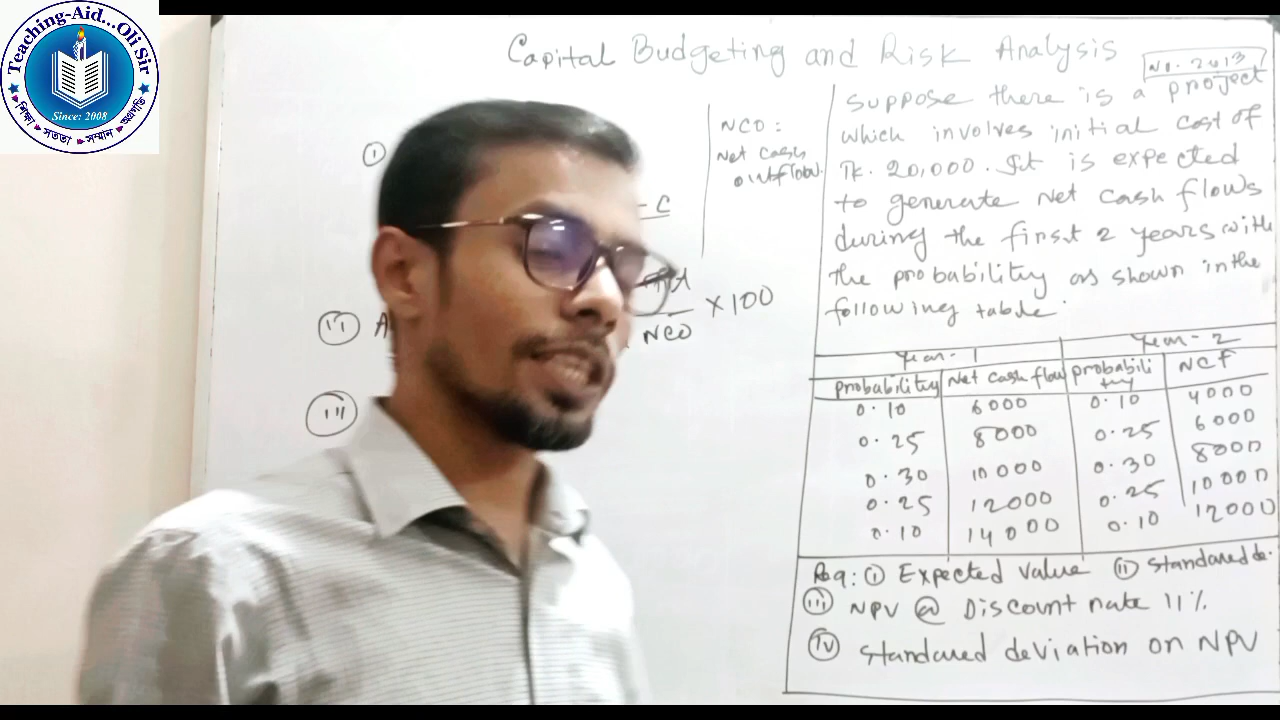 Teaching-Aid...Oli Sir
Since: 2008
শিক্ষা সততা সম্মান অগ্রগতি
Capital Budgeting and Risk Analysis
NU. 2013
Suppose there is a project
which involves initial cost of
Tk. 20,000. It is expected
to generate Net cash flows
during the first 2 years with
the probability as shown in the
following table.
Year-1 Year-2
probability Net cash flow probability NCF
0.10 6000 0.10 4000
0.25 8000 0.25 6000
0.30 10000 0.30 8000
0.25 12000 0.25 10000
0.10 14000 0.10 12000
Req: (i) Expected value (ii) Standared de.
(iii) NPV @ Discount rate 11%
(iv) Standared deviation on NPV
NCO:
Net cash
outflow.
(i)
- C
(ii) A
NCO × 100
(iii)